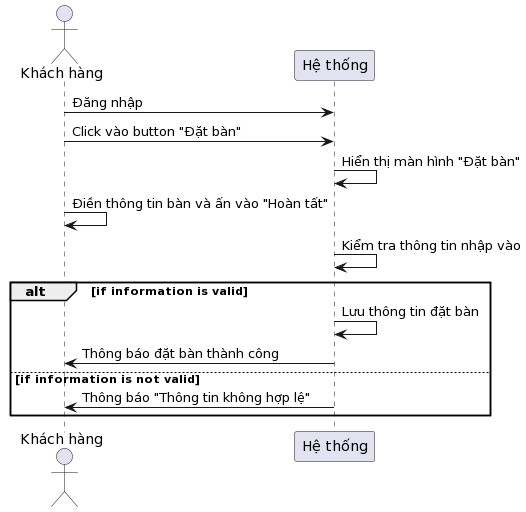 Khách hàng
Hệ thống
Đăng nhập
Click vào button "Đặt bàn"
Hiển thị màn hình "Đặt bàn"
Điền thông tin bàn và ấn vào "Hoàn tất"
Kiểm tra thông tin nhập vào
alt [if information is valid]
Lưu thông tin đặt bàn
Thông báo đặt bàn thành công
[if information is not valid]
Thông báo "Thông tin không hợp lệ"
Khách hàng
Hệ thống